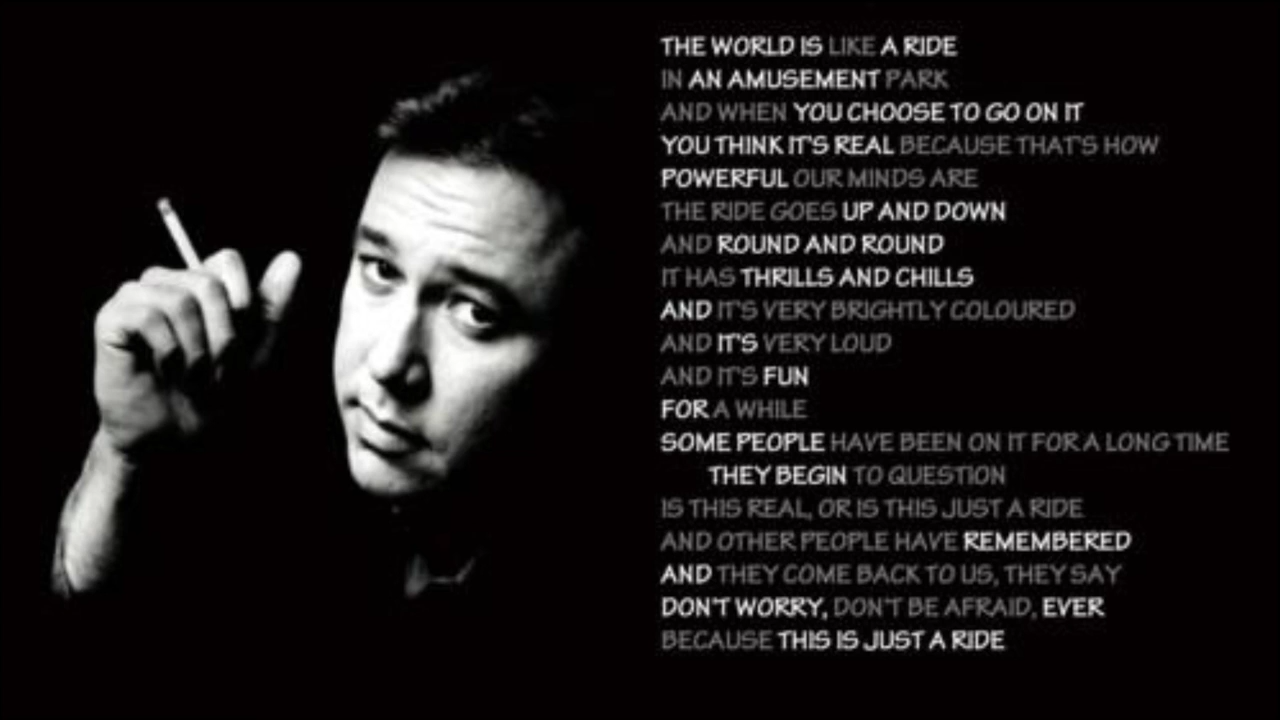 THE WORLD IS LIKE A RIDE
IN AN AMUSEMENT PARK
AND WHEN YOU CHOOSE TO GO ON IT
YOU THINK IT'S REAL BECAUSE THAT'S HOW
POWERFUL OUR MINDS ARE
THE RIDE GOES UP AND DOWN
AND ROUND AND ROUND
IT HAS THRILLS AND CHILLS
AND IT'S VERY BRIGHTLY COLOURED
AND IT'S VERY LOUD
AND IT'S FUN
FOR A WHILE
SOME PEOPLE HAVE BEEN ON IT FOR A LONG TIME
THEY BEGIN TO QUESTION
IS THIS REAL, OR IS THIS JUST A RIDE
AND OTHER PEOPLE HAVE REMEMBERED
AND THEY COME BACK TO US, THEY SAY
DON'T WORRY, DON'T BE AFRAID, EVER
BECAUSE THIS IS JUST A RIDE